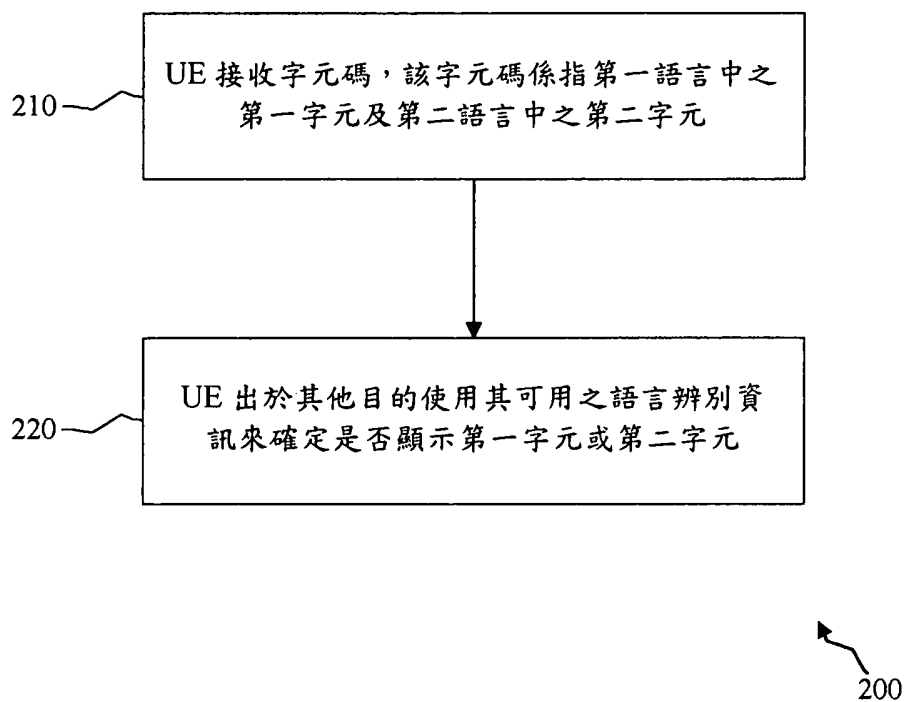 UE 接收字元碼，該字元碼係指第一語言中之
第一字元及第二語言中之第二字元
210
UE 出於其他目的使用其可用之語言辨別資
訊來確定是否顯示第一字元或第二字元
220
200